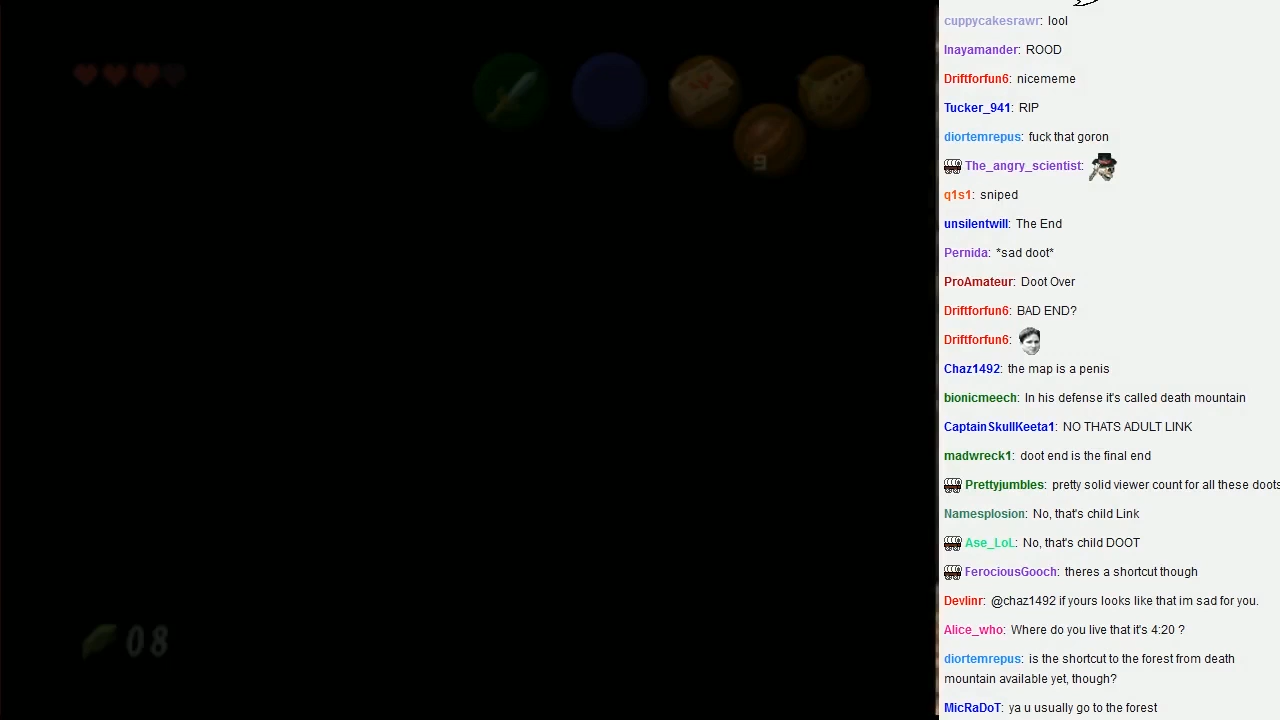 9
08
cuppycakesrawr: lool
Inayamander: ROOD
Driftforfun6: nicememe
Tucker_941: RIP
diortemrepus: fuck that goron
The_angry_scientist:
q1s1: sniped
unsilentwill: The End
Pernida: *sad doot*
ProAmateur: Doot Over
Driftforfun6: BAD END?
Driftforfun6:
Chaz1492: the map is a penis
bionicmeech: In his defense it's called death mountain
CaptainSkullKeeta1: NO THATS ADULT LINK
madwreck1: doot end is the final end
Prettyjumbles: pretty solid viewer count for all these doots
Namesplosion: No, that's child Link
Ase_LoL: No, that's child DOOT
FerociousGooch: theres a shortcut though
Devlinr: @chaz1492 if yours looks like that im sad for you.
Alice_who: Where do you live that it's 4:20 ?
diortemrepus: is the shortcut to the forest from death
mountain available yet, though?
MicRaDoT: ya u usually go to the forest